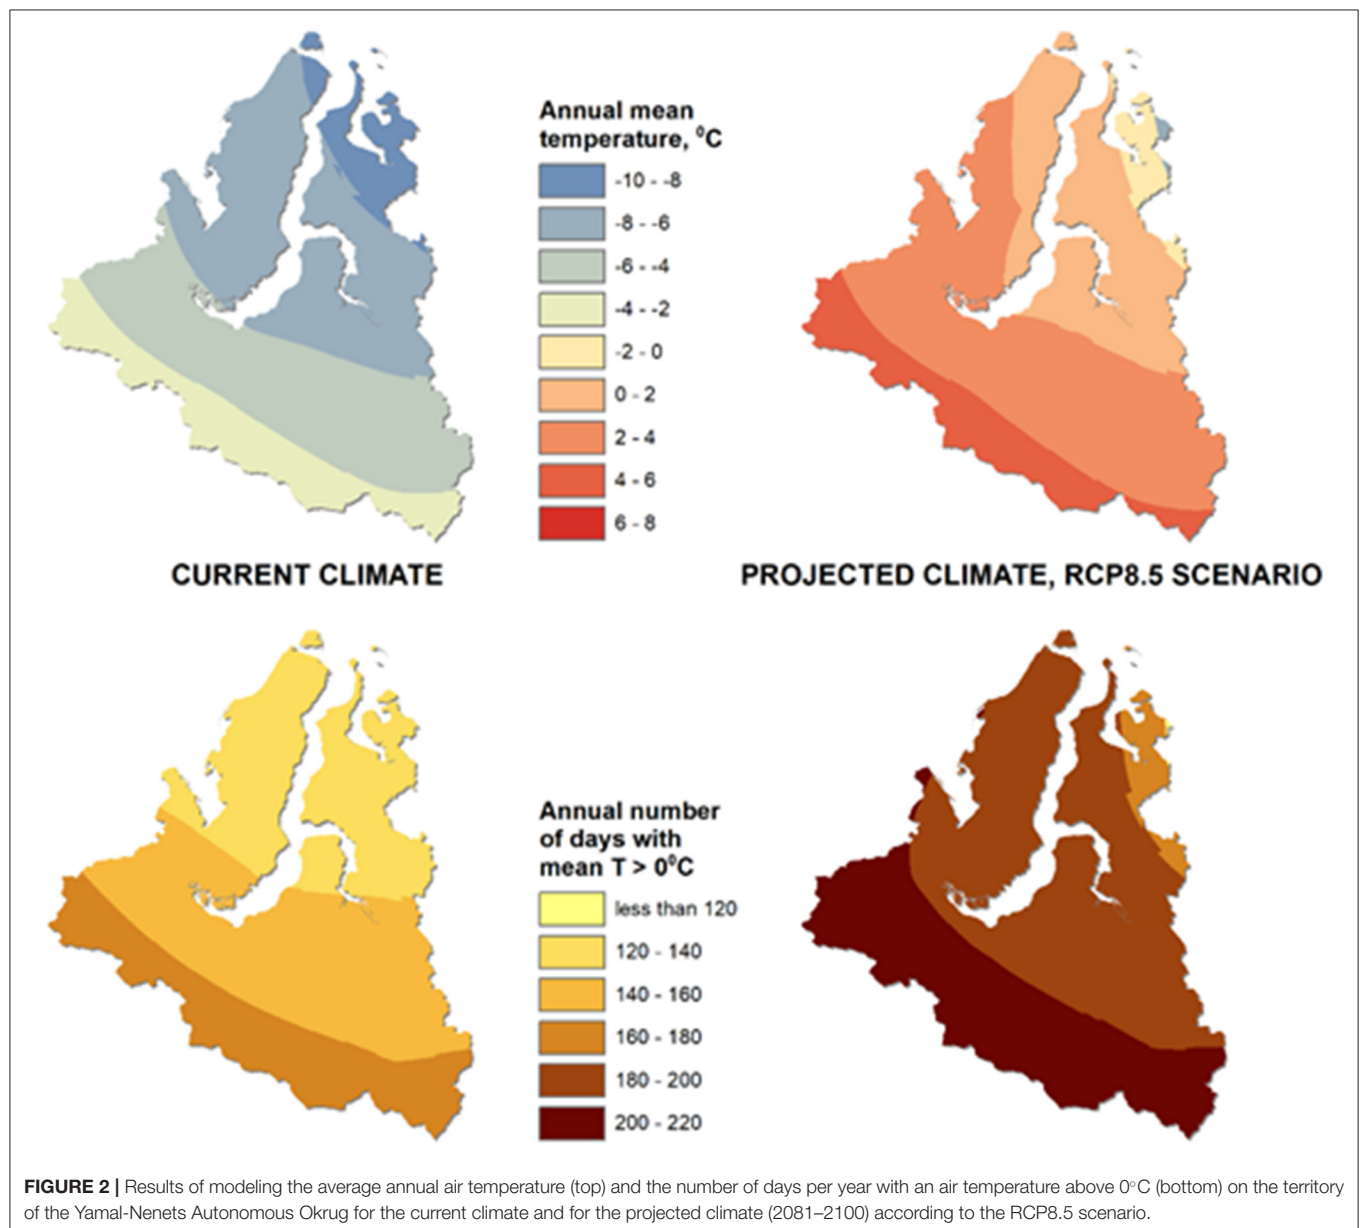 Annual mean
temperature, ⁰C
-10 - -8
-8 - -6
-6 - -4
-4 - -2
-2 - 0
0 - 2
2 - 4
4 - 6
6 - 8
CURRENT CLIMATE
PROJECTED CLIMATE, RCP8.5 SCENARIO
Annual number
of days with
mean T > 0⁰C
less than 120
120 - 140
140 - 160
160 - 180
180 - 200
200 - 220
FIGURE 2 | Results of modeling the average annual air temperature (top) and the number of days per year with an air temperature above 0°C (bottom) on the territory
of the Yamal-Nenets Autonomous Okrug for the current climate and for the projected climate (2081–2100) according to the RCP8.5 scenario.